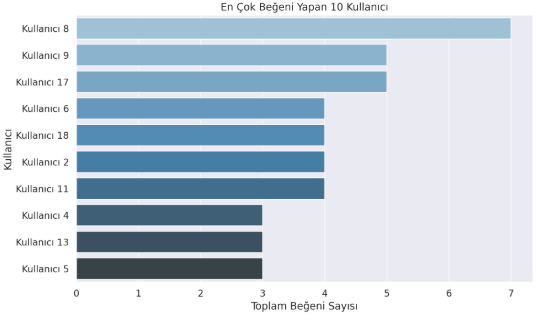 En Çok Beğeni Yapan 10 Kullanıcı
Kullanıcı
Kullanıcı 8
Kullanıcı 9
Kullanıcı 17
Kullanıcı 6
Kullanıcı 18
Kullanıcı 2
Kullanıcı 11
Kullanıcı 4
Kullanıcı 13
Kullanıcı 5
0 1 2 3 4 5 6 7
Toplam Beğeni Sayısı